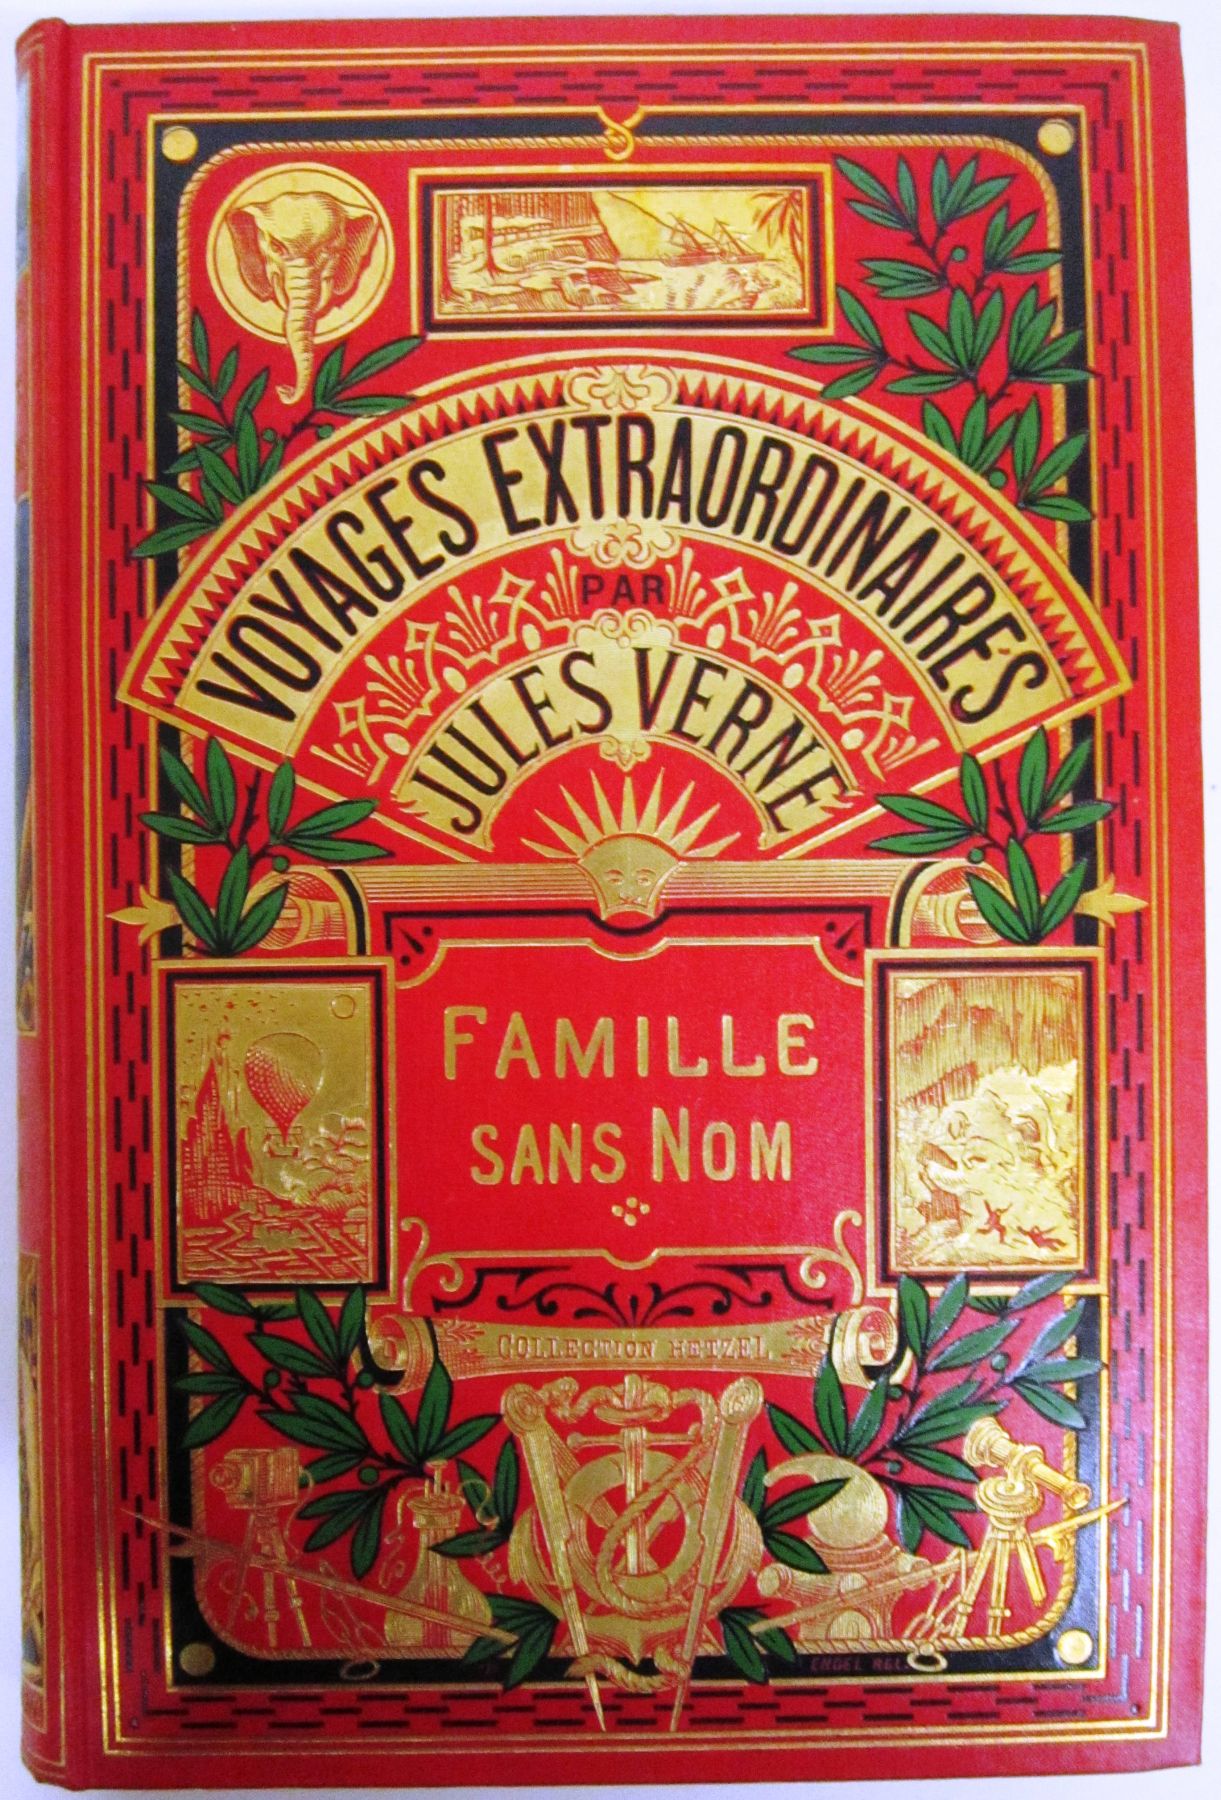 VOYAGES EXTRAORDINAIRES
PAR
JULES VERNE
FAMILLE
SANS NOM
COLLECTION HETZEL
ENGEL REL.